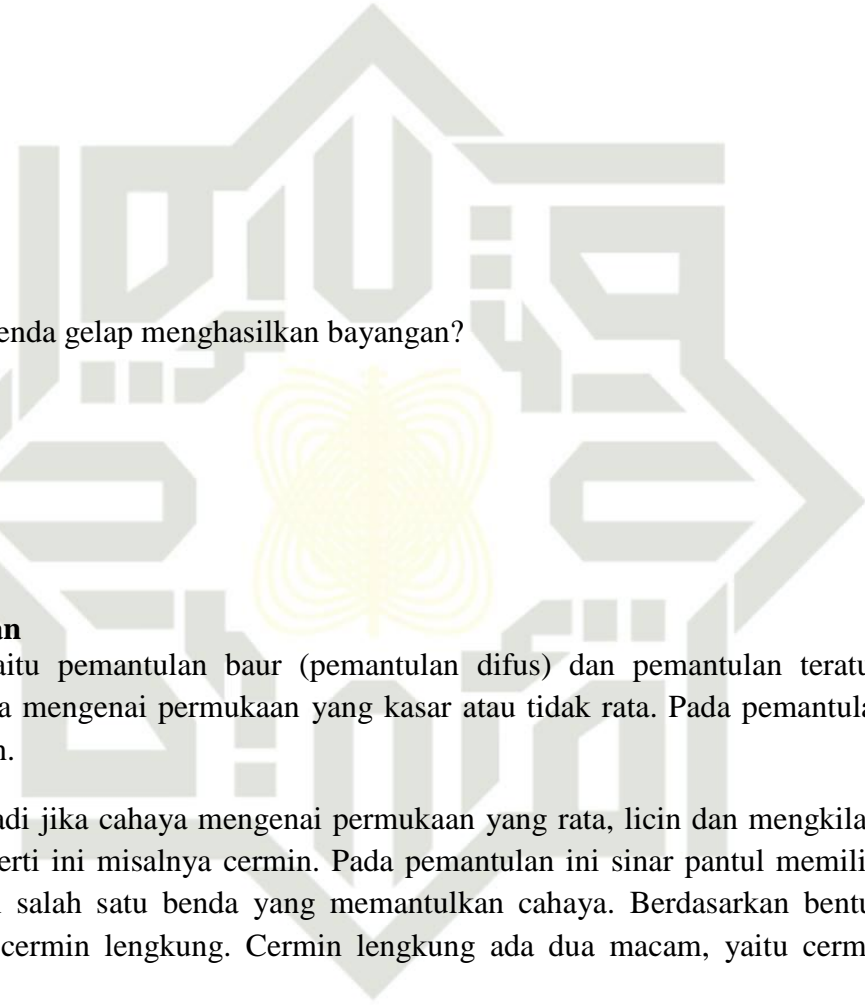 enda gelap menghasilkan bayangan?
an
aitu pemantulan baur (pemantulan difus) dan pemantulan teratu
a mengenai permukaan yang kasar atau tidak rata. Pada pemantula
n.
adi jika cahaya mengenai permukaan yang rata, licin dan mengkila
erti ini misalnya cermin. Pada pemantulan ini sinar pantul memili
salah satu benda yang memantulkan cahaya. Berdasarkan bentu
cermin lengkung. Cermin lengkung ada dua macam, yaitu cerm